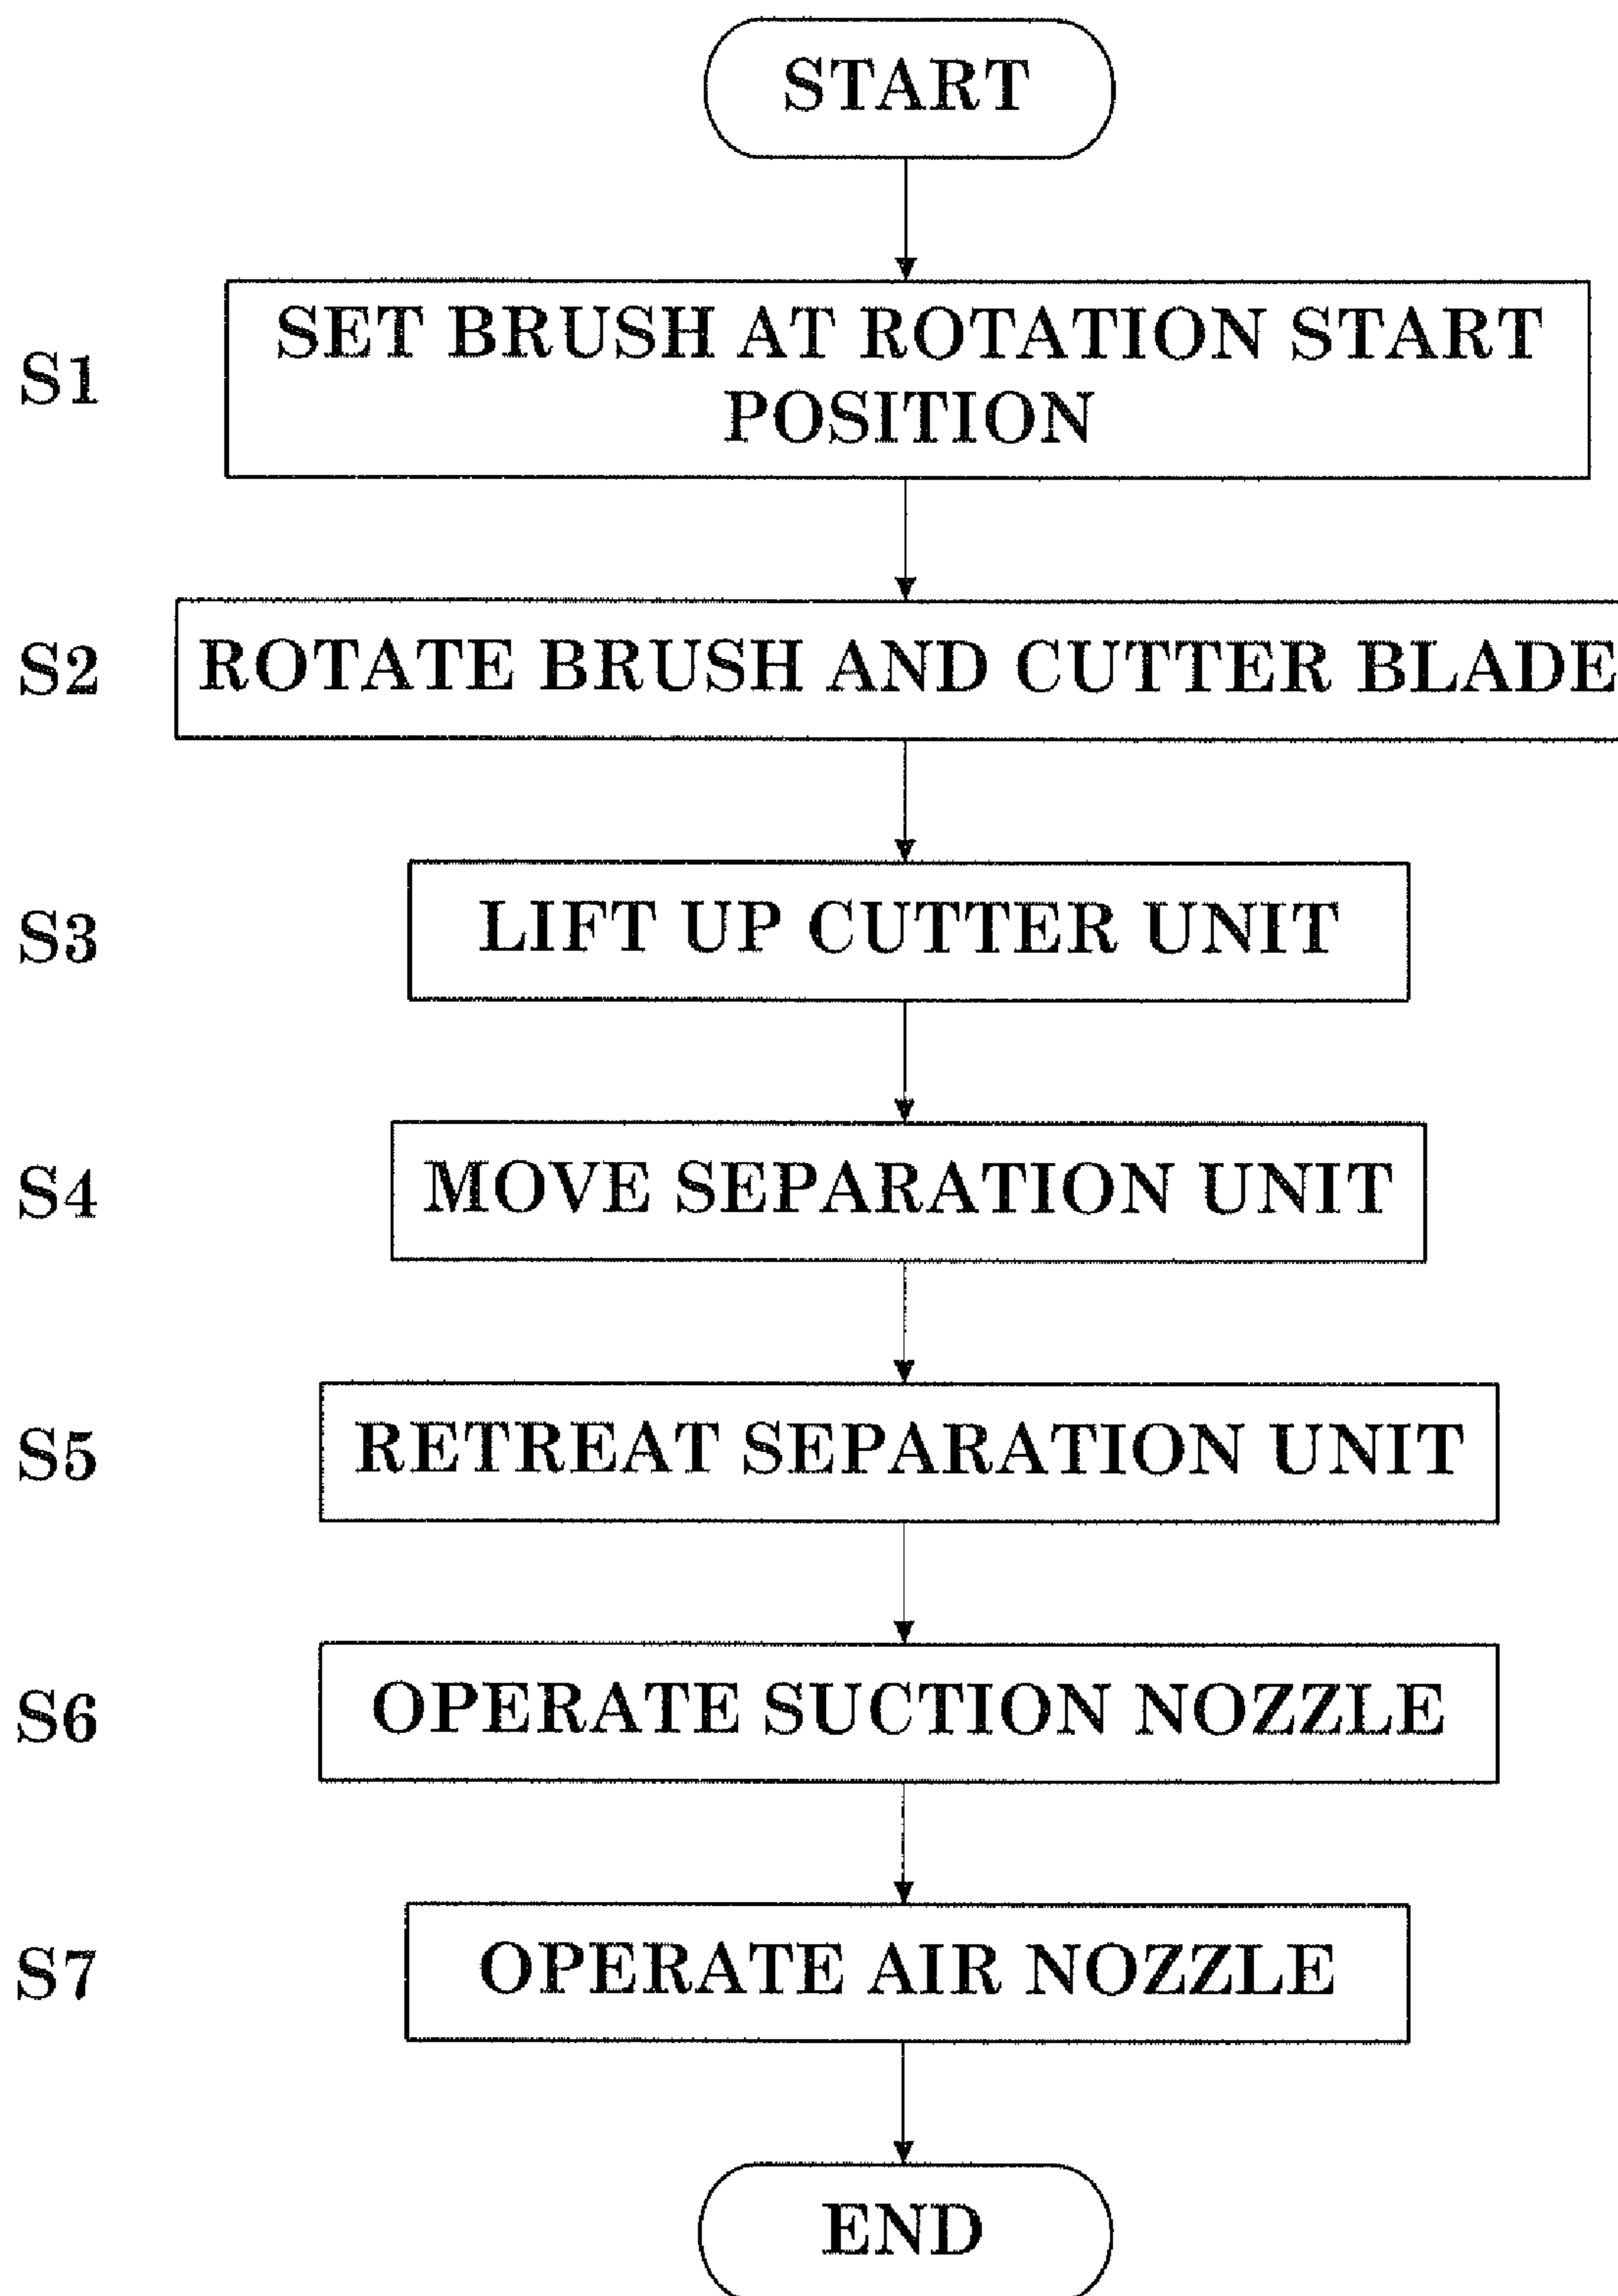 START
S1
SET BRUSH AT ROTATION START
POSITION
S2
ROTATE BRUSH AND CUTTER BLADE
S3
LIFT UP CUTTER UNIT
S4
MOVE SEPARATION UNIT
S5
RETREAT SEPARATION UNIT
S6
OPERATE SUCTION NOZZLE
S7
OPERATE AIR NOZZLE
END